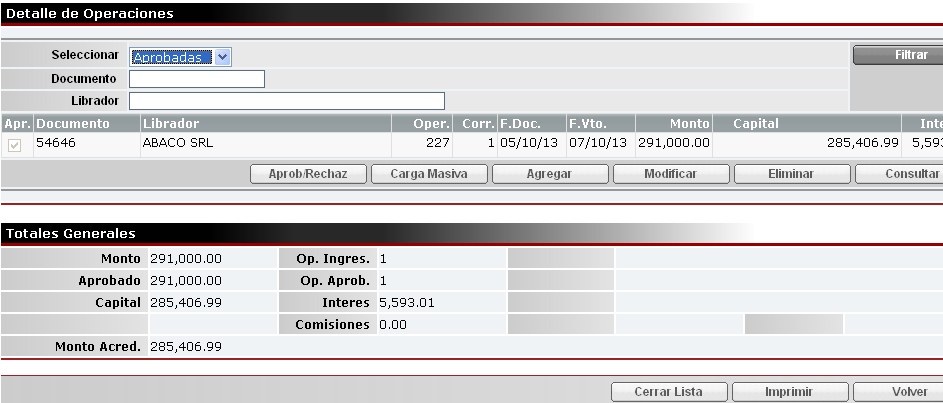 Detalle de Operaciones
Seleccionar Aprobadas Filtrar
Documento
Librador
Apr. Documento Librador Oper. Corr. F.Doc. F.Vto. Monto Capital Inte
54646 ABACO SRL 227 1 05/10/13 07/10/13 291,000.00 285,406.99 5,593
Aprob/Rechaz Carga Masiva Agregar Modificar Eliminar Consultar
Totales Generales
Monto 291,000.00 Op. Ingres. 1
Aprobado 291,000.00 Op. Aprob. 1
Capital 285,406.99 Interes 5,593.01
Comisiones 0.00
Monto Acred. 285,406.99
Cerrar Lista Imprimir Volver